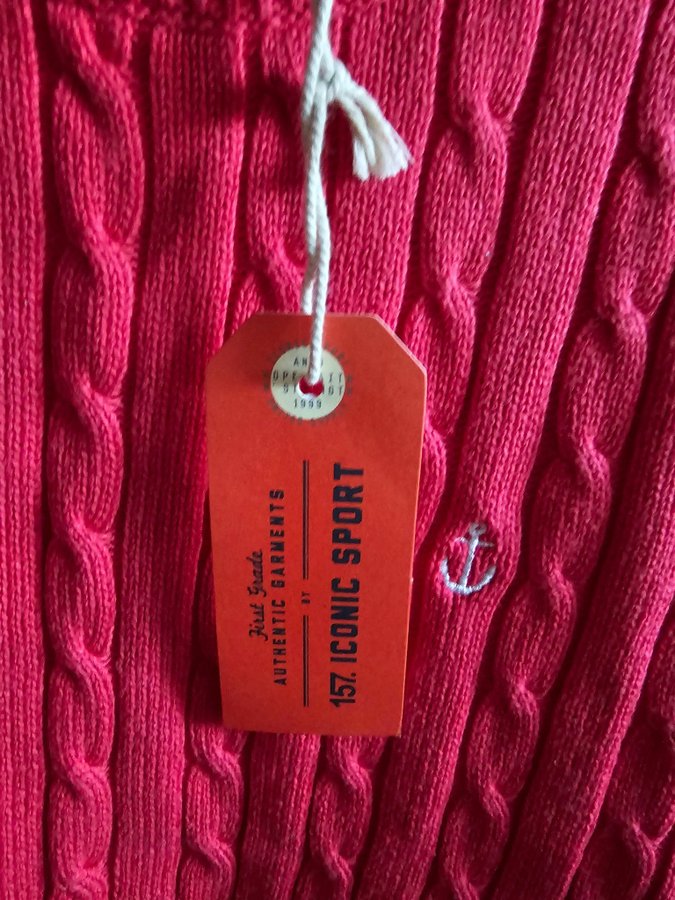 1999
First Grade
AUTHENTIC GARMENTS
BY
157. ICONIC SPORT